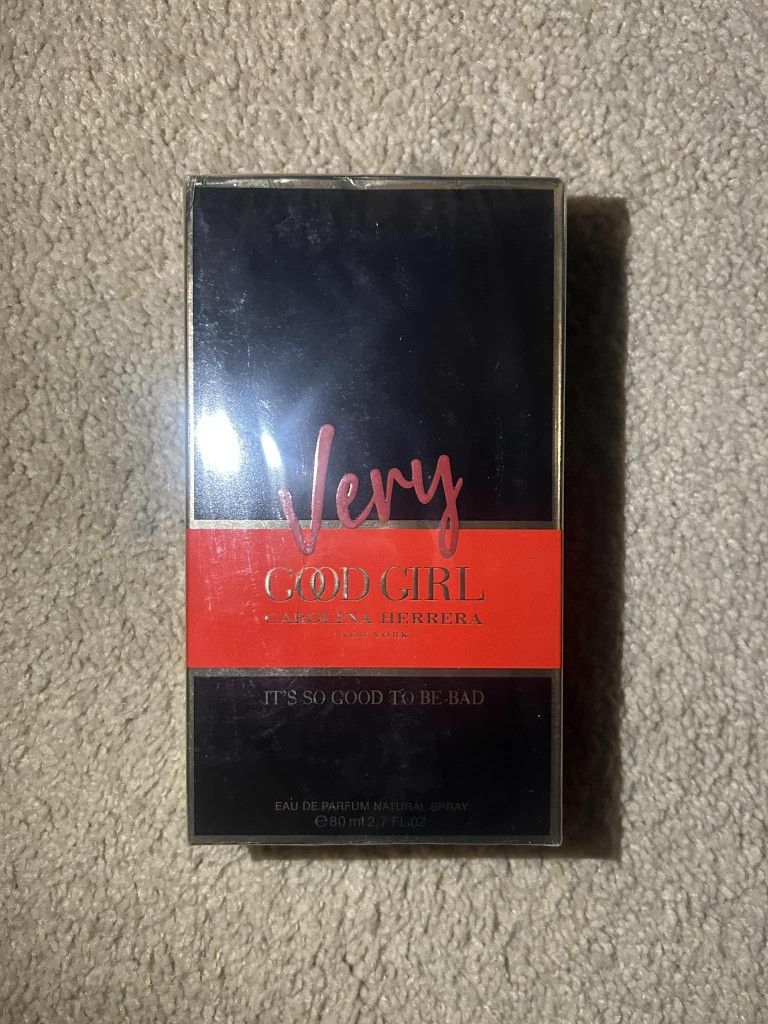 Very
GOOD GIRL
CAROLINA HERRERA
NEW YORK
IT'S SO GOOD TO BE BAD
EAU DE PARFUM NATURAL SPRAY
℮80 ml 2.7 FL.OZ